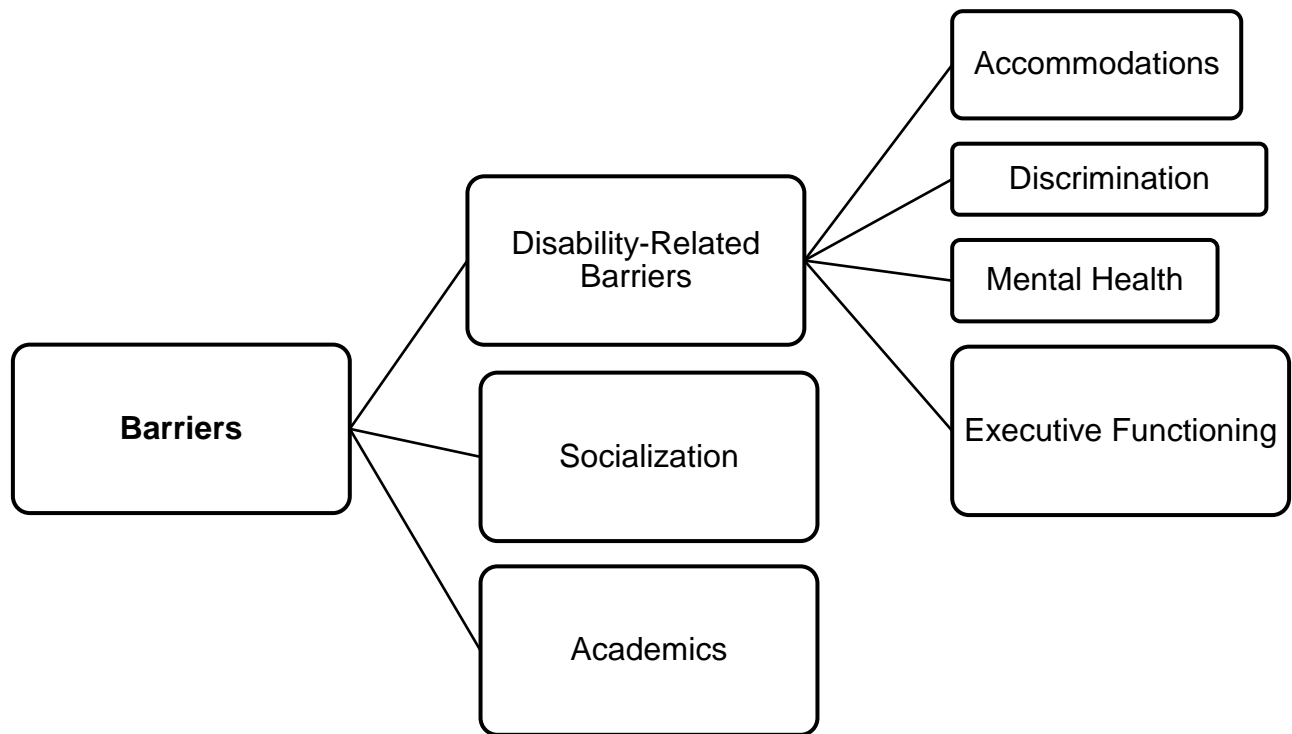 Barriers
Disability-Related
Barriers
Socialization
Academics
Accommodations
Discrimination
Mental Health
Executive Functioning